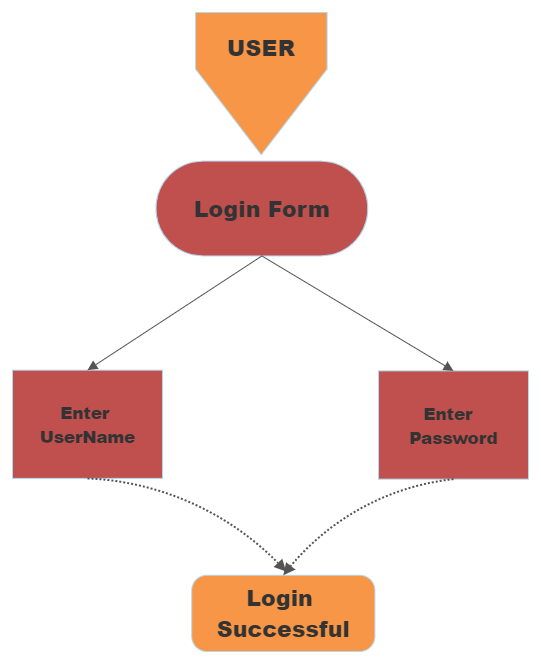 USER
Login Form
Enter
UserName
Enter
Password
Login
Successful